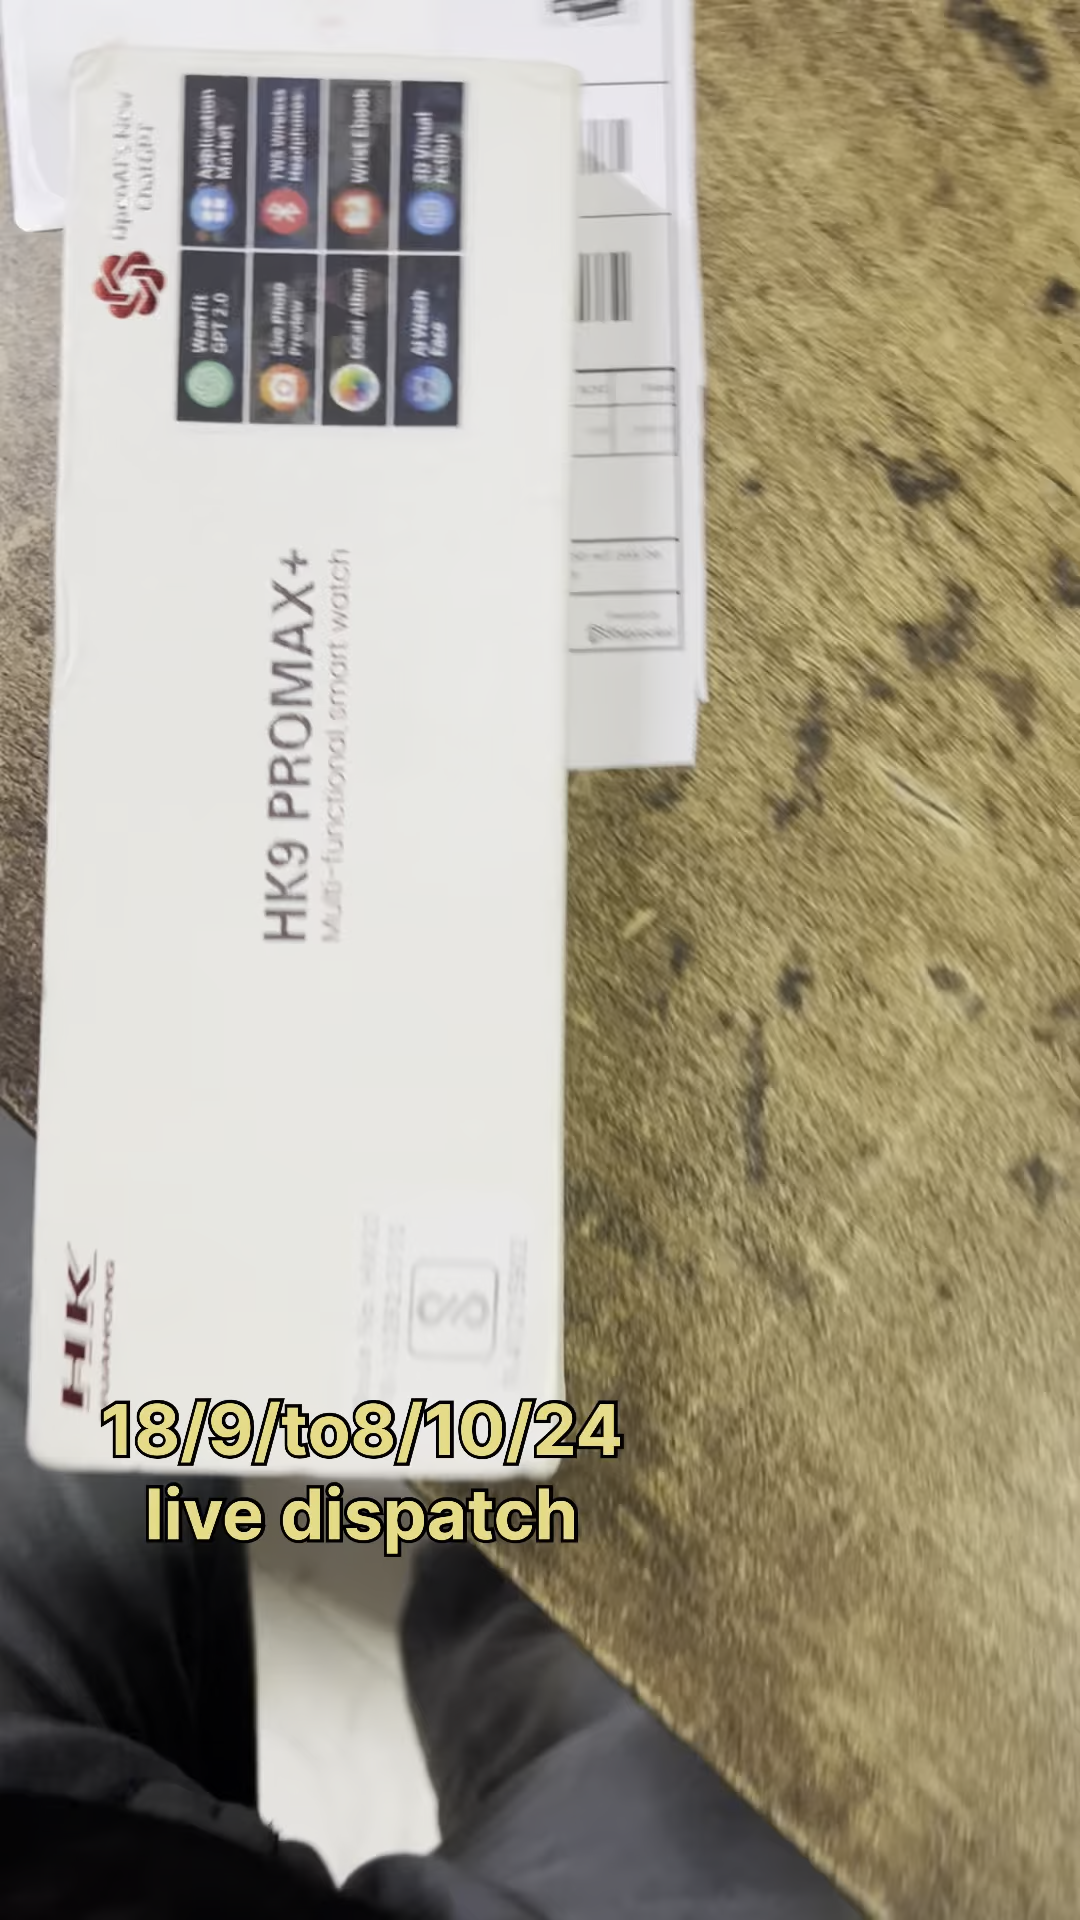 OpenAI's New
ChatGPT
Wearfit
GPT 2.0
Application
Market
Live Photo
Preview
TWS Wireless
Headphones
Local Album
Wrist Ebook
AI Watch
Face
3D Visual
Action
HK9 PROMAX+
Multi-functional smart watch
HK
18/9/to8/10/24
live dispatch